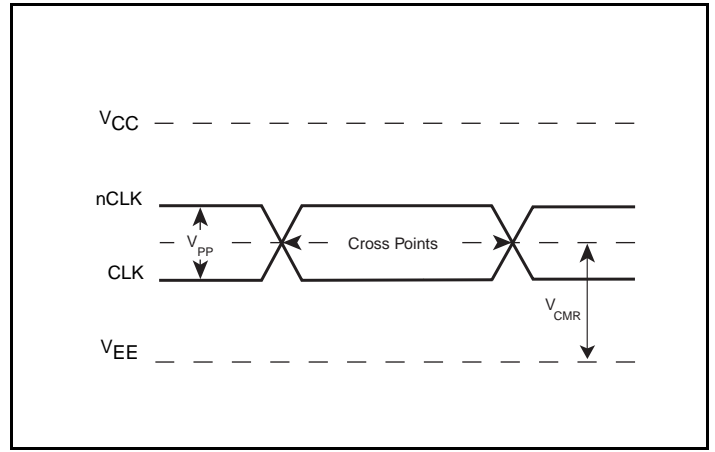 VCC
nCLK
VPP
Cross Points
CLK
VCMR
VEE